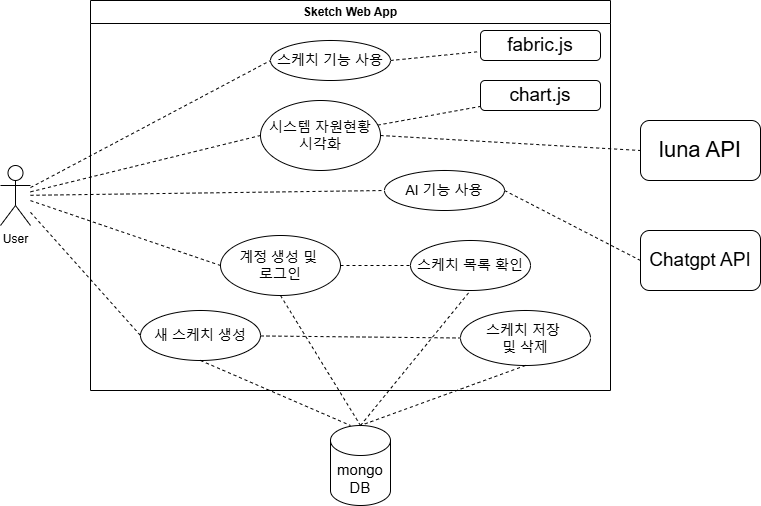 Sketch Web App
스케치 기능 사용
fabric.js
시스템 자원현황
시각화
chart.js
luna API
AI 기능 사용
User
계정 생성 및
로그인
스케치 목록 확인
Chatgpt API
새 스케치 생성
스케치 저장
및 삭제
mongo
DB